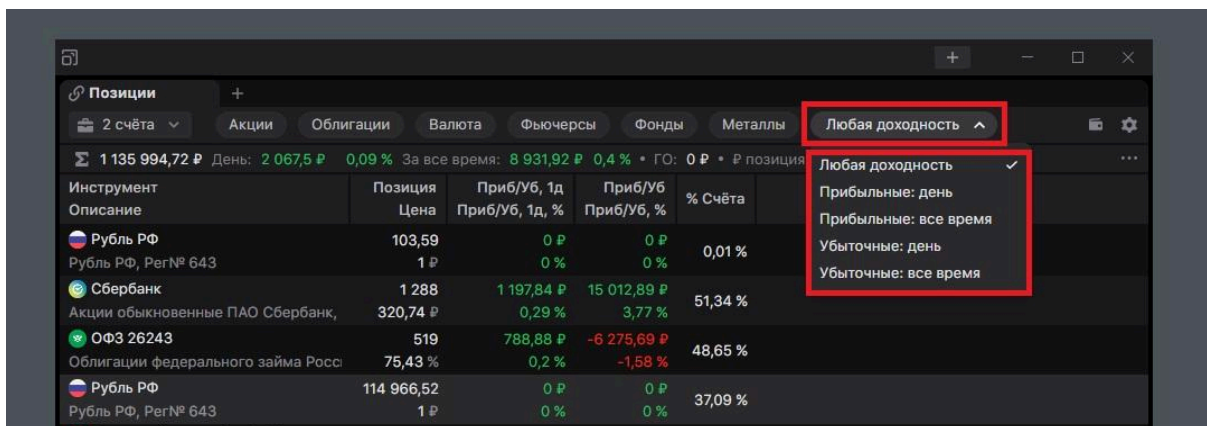 Позиции +
2 счёта Акции Облигации Валюта Фьючерсы Фонды Металлы Любая доходность
Σ 1 135 994,72 ₽ День: 2 067,5 ₽ 0,09 % За все время: 8 931,92 ₽ 0,4 % • ГО: 0 ₽ • ₽ позиция
Любая доходность
Прибыльные: день
Прибыльные: все время
Убыточные: день
Убыточные: все время
Инструмент Позиция Приб/Уб, 1д Приб/Уб % Счёта
Описание Цена Приб/Уб, 1д, % Приб/Уб, %
Рубль РФ 103,59 0 ₽ 0 ₽ 0,01 %
Рубль РФ, Рег№ 643 1 ₽ 0 % 0 %
Сбербанк 1 288 1 197,84 ₽ 15 012,89 ₽ 51,34 %
Акции обыкновенные ПАО Сбербанк, 320,74 ₽ 0,29 % 3,77 %
ОФЗ 26243 519 788,88 ₽ -6 275,69 ₽ 48,65 %
Облигации федерального займа Росси 75,43 % 0,2 % -1,58 %
Рубль РФ 114 966,52 0 ₽ 0 ₽ 37,09 %
Рубль РФ, Рег№ 643 1 ₽ 0 % 0 %